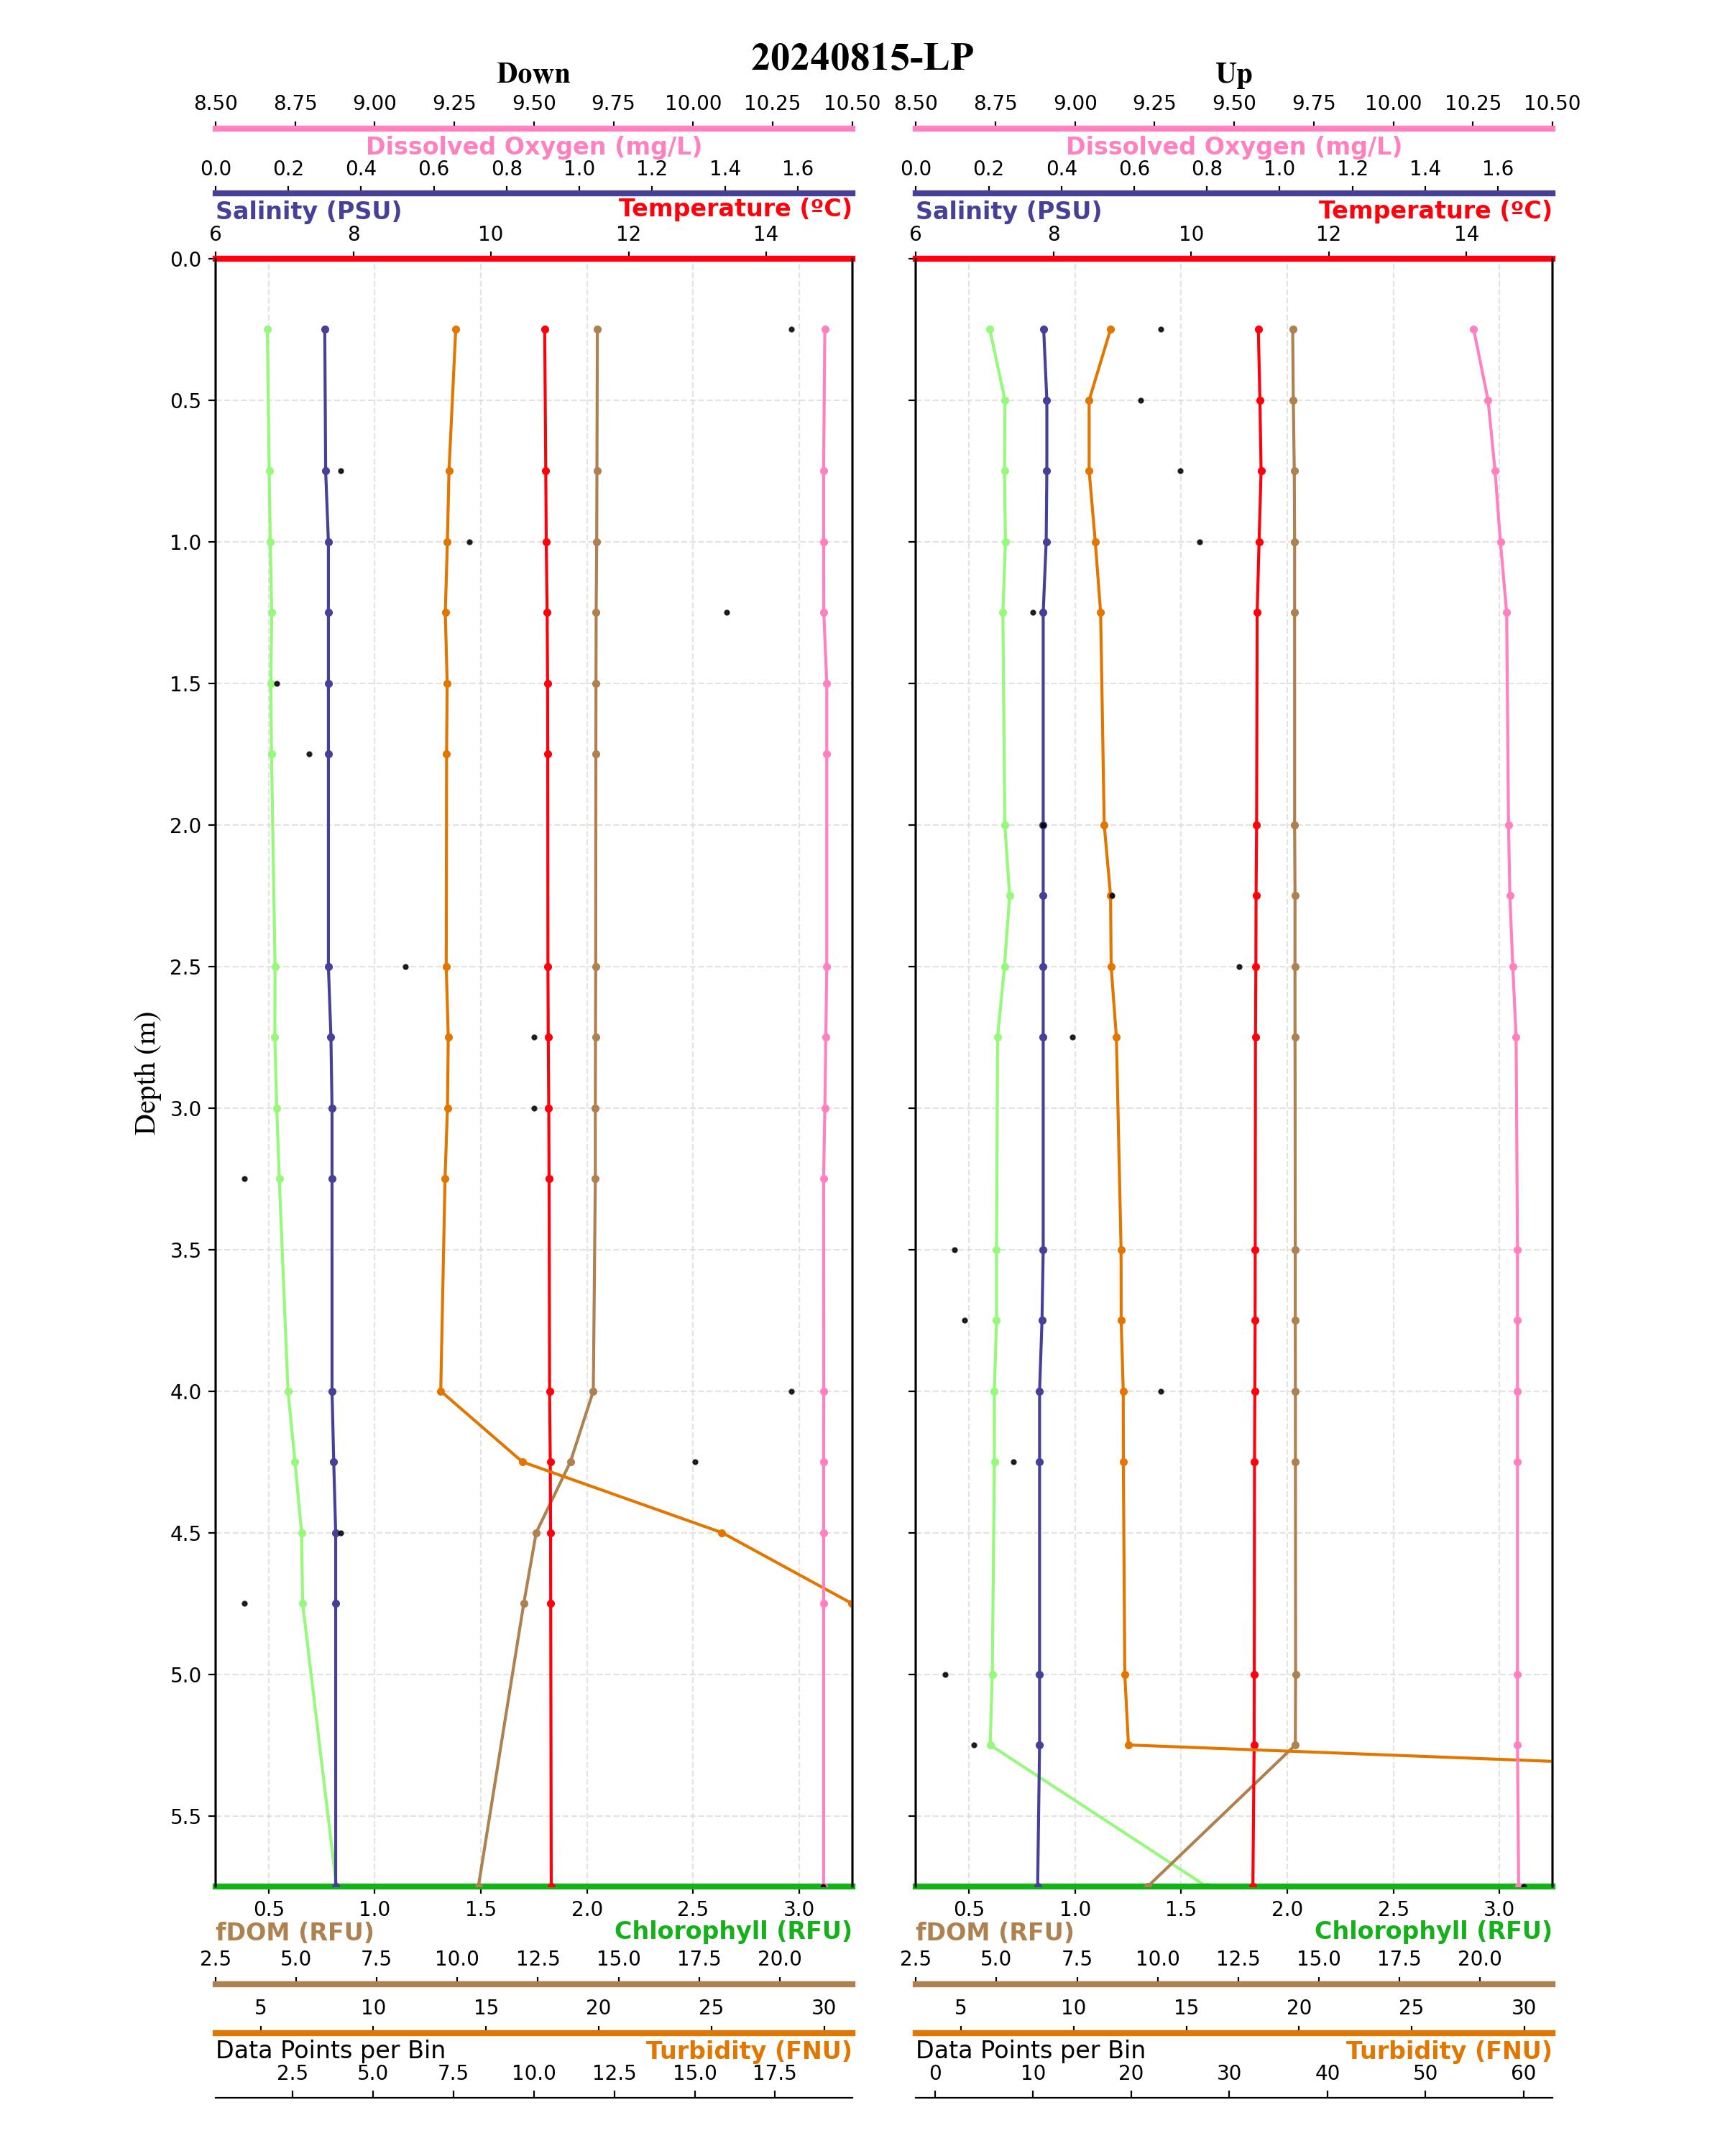 20240815-LP
Down Up
8.50 8.75 9.00 9.25 9.50 9.75 10.00 10.25 10.50 8.50 8.75 9.00 9.25 9.50 9.75 10.00 10.25 10.50
Dissolved Oxygen (mg/L) Dissolved Oxygen (mg/L)
0.0 0.2 0.4 0.6 0.8 1.0 1.2 1.4 1.6 0.0 0.2 0.4 0.6 0.8 1.0 1.2 1.4 1.6
Salinity (PSU) Temperature (ºC) Salinity (PSU) Temperature (ºC)
6 8 10 12 14 6 8 10 12 14
0.0
0.5
1.0
1.5
2.0
2.5
Depth (m)
3.0
3.5
4.0
4.5
5.0
5.5
0.5 1.0 1.5 2.0 2.5 3.0 0.5 1.0 1.5 2.0 2.5 3.0
fDOM (RFU) Chlorophyll (RFU) fDOM (RFU) Chlorophyll (RFU)
2.5 5.0 7.5 10.0 12.5 15.0 17.5 20.0 2.5 5.0 7.5 10.0 12.5 15.0 17.5 20.0
5 10 15 20 25 30 5 10 15 20 25 30
Data Points per Bin Turbidity (FNU) Data Points per Bin Turbidity (FNU)
2.5 5.0 7.5 10.0 12.5 15.0 17.5 0 10 20 30 40 50 60